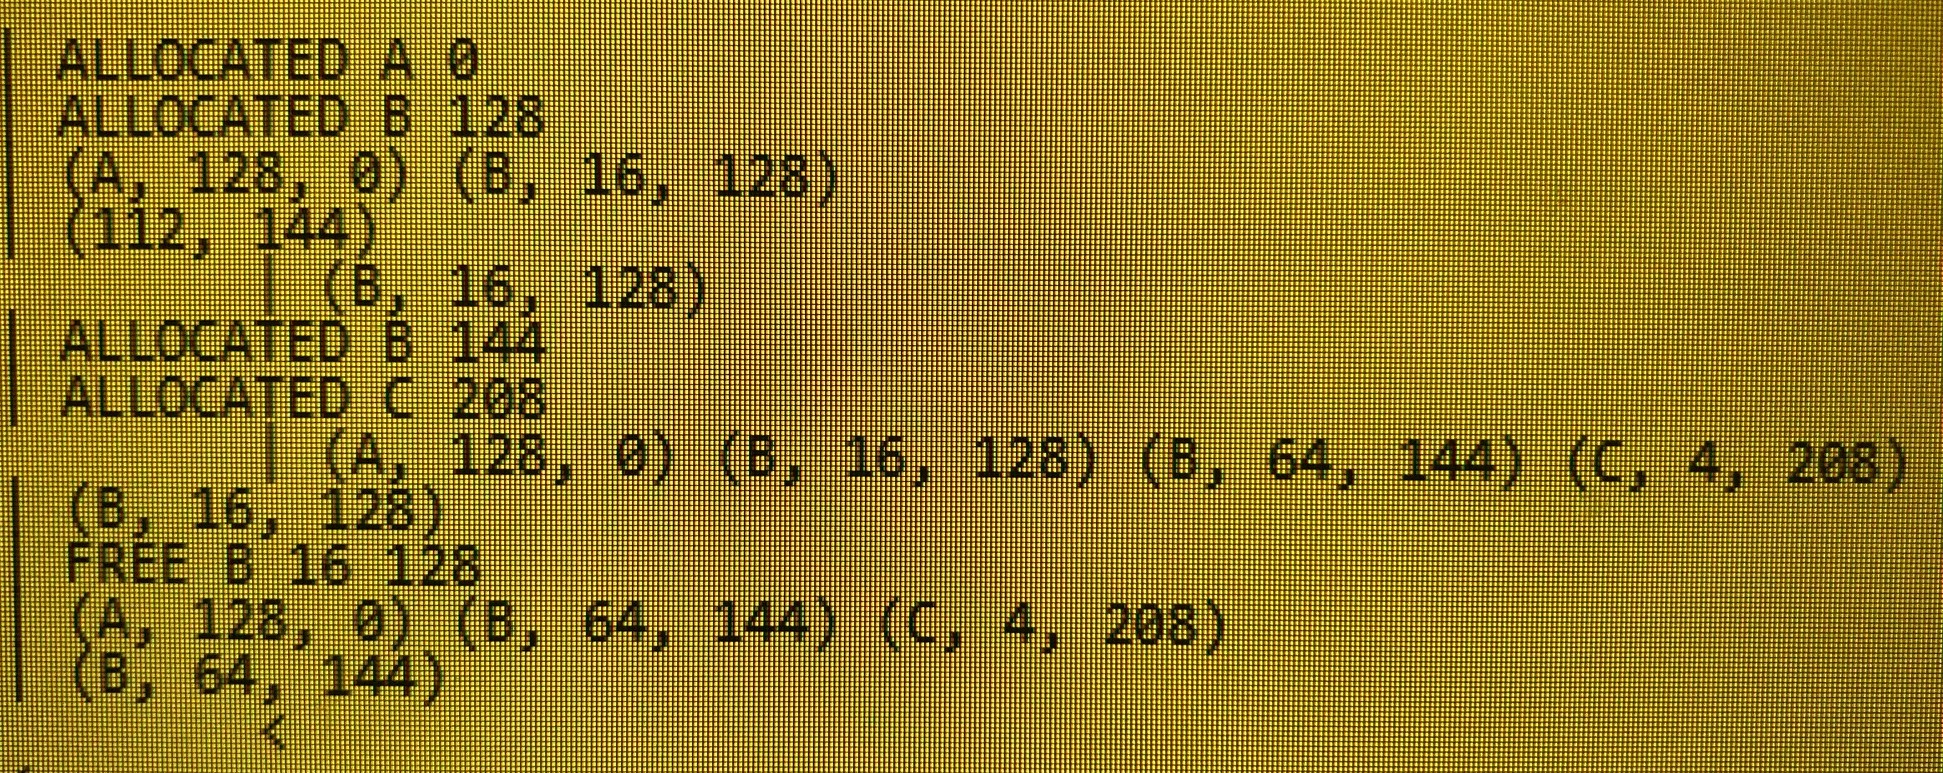 ALLOCATED A 0
ALLOCATED B 128
(A, 128, 0) (B, 16, 128)
(112, 144)
| (B, 16, 128)
ALLOCATED B 144
ALLOCATED C 208
| (A, 128, 0) (B, 16, 128) (B, 64, 144) (C, 4, 208)
(B, 16, 128)
FREE B 16 128
(A, 128, 0) (B, 64, 144) (C, 4, 208)
(B, 64, 144)
<